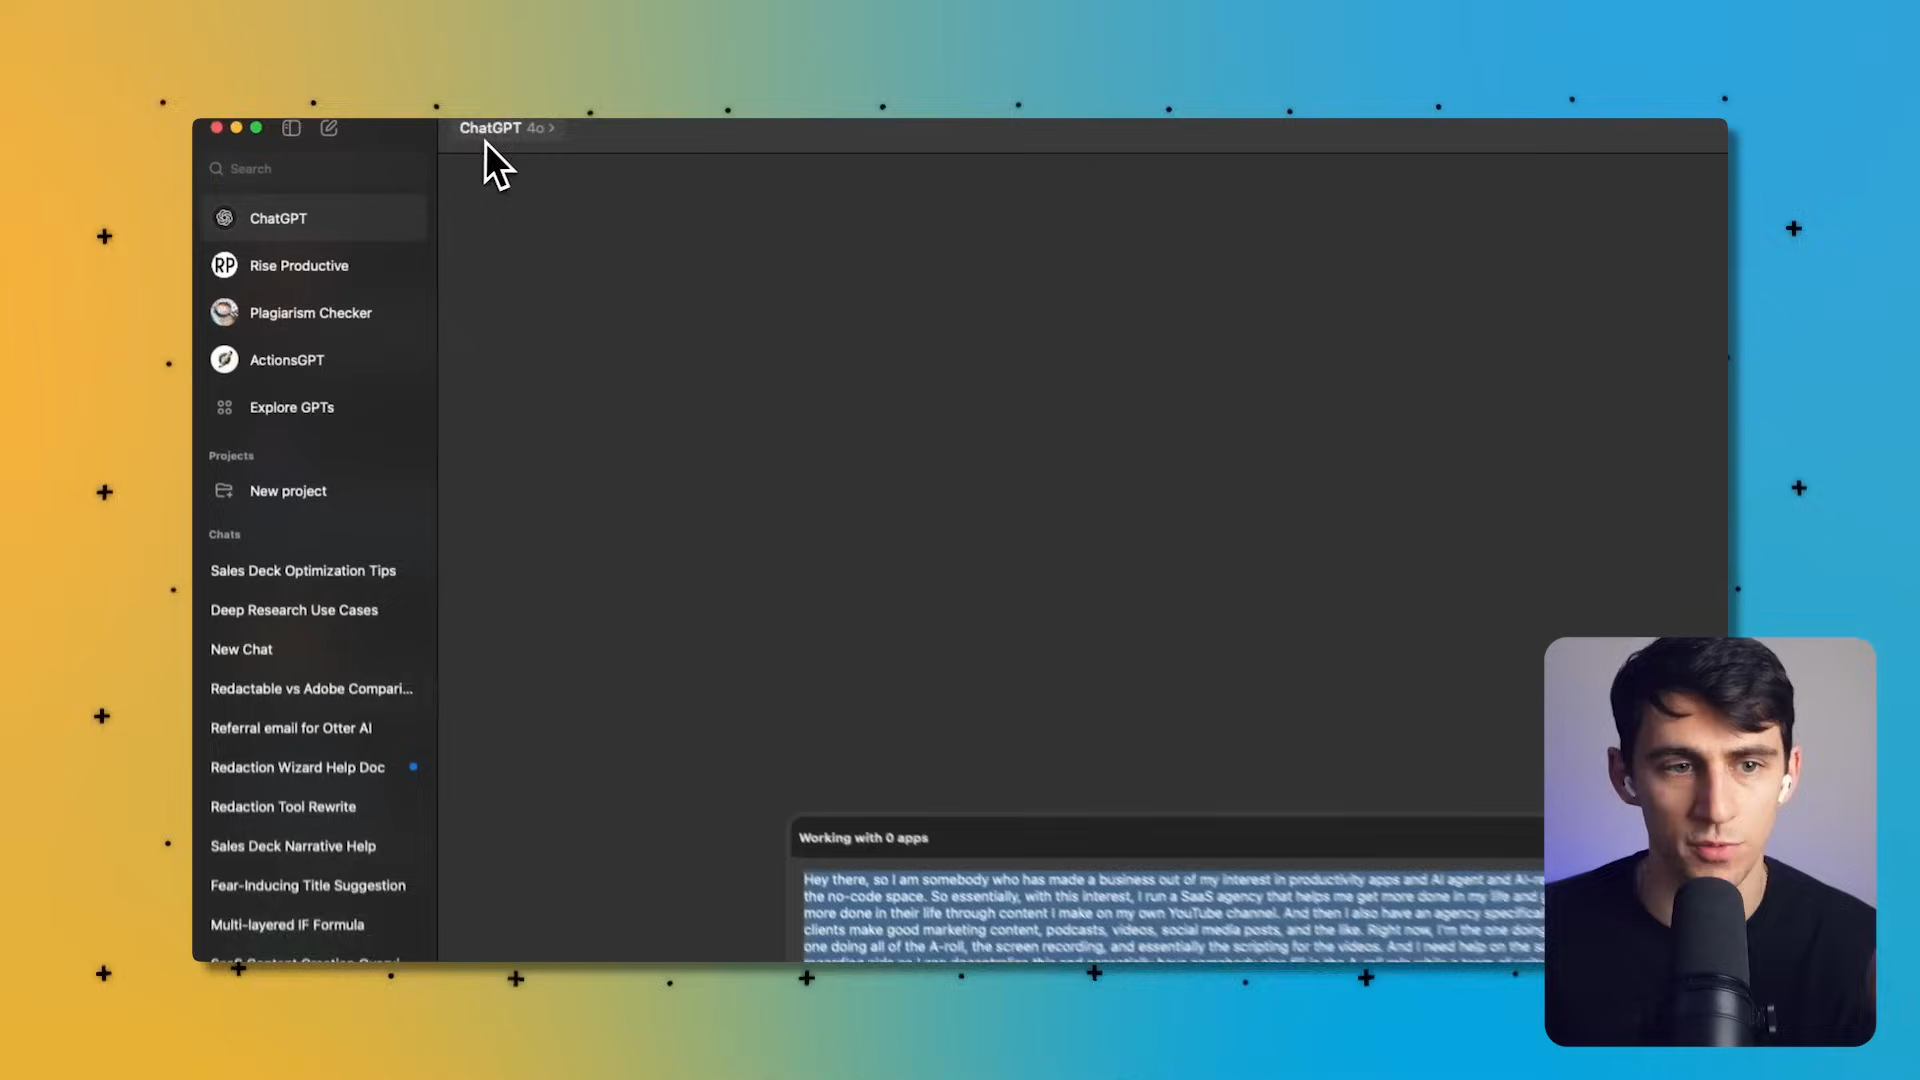 ChatGPT 4o >
Search
ChatGPT
RP Rise Productive
Plagiarism Checker
ActionsGPT
Explore GPTs
Projects
New project
Chats
Sales Deck Optimization Tips
Deep Research Use Cases
New Chat
Redactable vs Adobe Compari...
Referral email for Otter AI
Redaction Wizard Help Doc
Redaction Tool Rewrite
Sales Deck Narrative Help
Fear-Inducing Title Suggestion
Multi-layered IF Formula
Working with 0 apps
Hey there, so I am somebody who has made a business out of my interest in productivity apps and AI agent and AI-
the no-code space. So essentially, with this interest, I run a SaaS agency that helps me get more done in my life and
more done in their life through content I make on my own YouTube channel. And then I also have an agency
clients make good marketing content, podcasts, videos, social media posts, and the like. Right now, I'm the one
one doing all of the A-roll, the screen recording, and essentially the scripting for the videos. And I need help on the